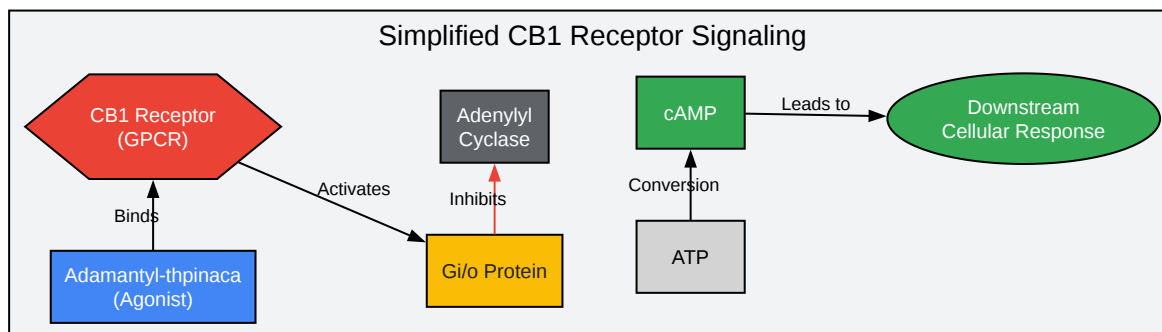 Simplified CB1 Receptor Signaling
CB1 Receptor
(GPCR)
Adenylyl
Cyclase
cAMP
Leads to
Downstream
Cellular Response
Activates
Inhibits
Conversion
Binds
Adamantyl-thpinaca
(Agonist)
Gi/o Protein
ATP